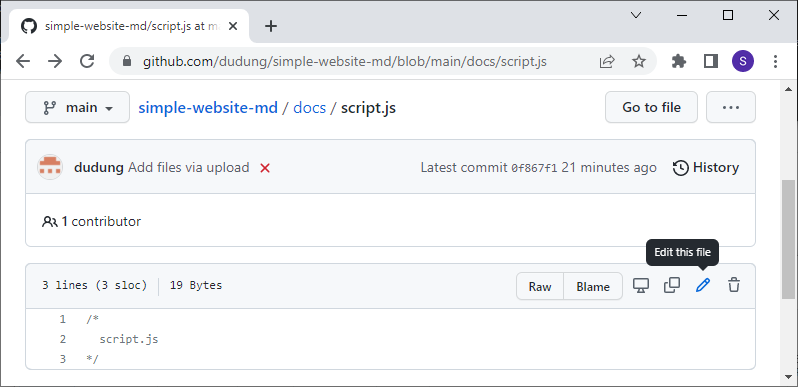 simple-website-md/script.js at m
github.com/dudung/simple-website-md/blob/main/docs/script.js
S
main simple-website-md / docs / script.js Go to file ...
dudung Add files via upload Latest commit 0f867f1 21 minutes ago History
1 contributor
Edit this file
3 lines (3 sloc) 19 Bytes Raw Blame
1 /*
2 script.js
3 */